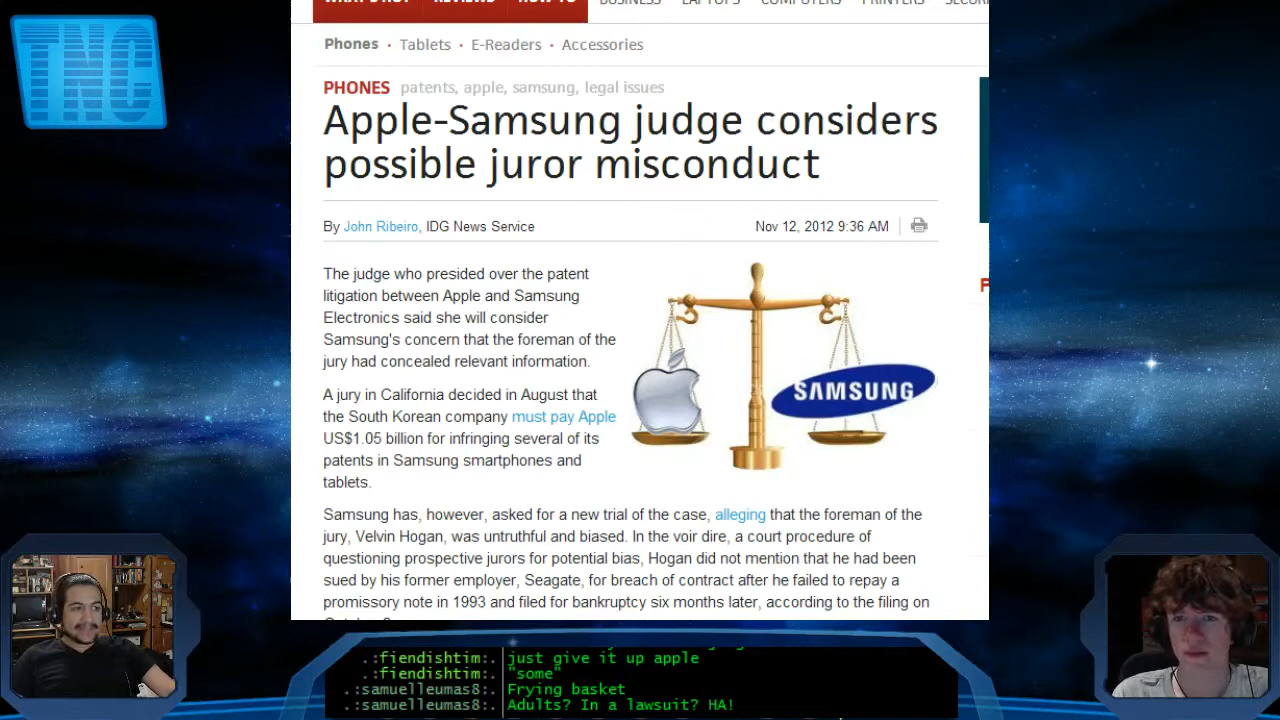 TNC
WHAT'S HOT REVIEWS HOW-TO BUSINESS LAPTOPS CAMERAS COMPUTERS PRINTERS
Phones • Tablets • E-Readers • Accessories
PHONES patents, apple, samsung, legal issues
Apple-Samsung judge considers
possible juror misconduct
By John Ribeiro, IDG News Service Nov 12, 2012 9:36 AM
The judge who presided over the patent
litigation between Apple and Samsung
Electronics said she will consider
Samsung's concern that the foreman of the
jury had concealed relevant information.
A jury in California decided in August that
the South Korean company must pay Apple
US$1.05 billion for infringing several of its
patents in Samsung smartphones and
tablets.
SAMSUNG
Samsung has, however, asked for a new trial of the case, alleging that the foreman of the
jury, Velvin Hogan, was untruthful and biased. In the voir dire, a court procedure of
questioning prospective jurors for potential bias, Hogan did not mention that he had been
sued by his former employer, Seagate, for breach of contract after he failed to repay a
promissory note in 1993 and filed for bankruptcy six months later, according to the filing on
.:fiendishtim:. just give it up apple
.:fiendishtim:. "some"
.:samuelleumas8:. Frying basket
.:samuelleumas8:. Adults? In a lawsuit? HA!